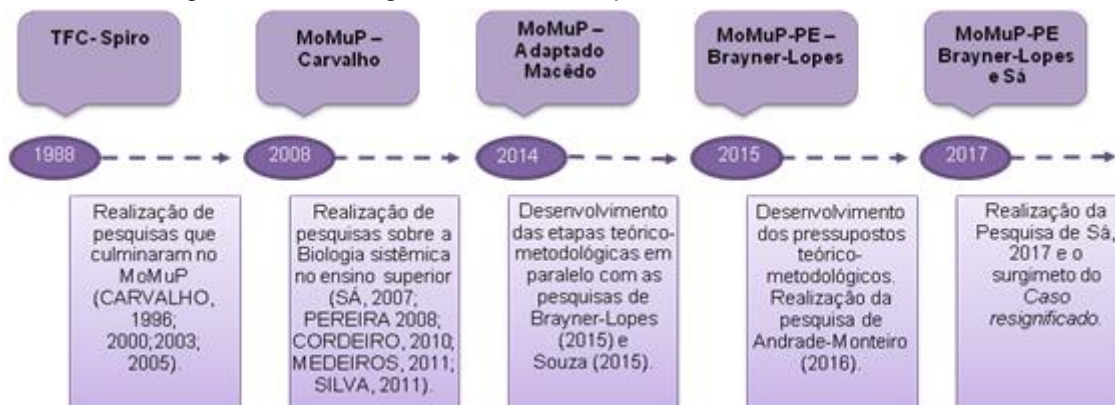 TFC- Spiro
MoMuP –
Carvalho
MoMuP –
Adaptado
Macêdo
MoMuP-PE –
Brayner-Lopes
MoMuP-PE
Brayner-Lopes
e Sá
1988
2008
2014
2015
2017
Realização de
pesquisas que
culminaram no
MoMuP
(CARVALHO,
1996;
2000;2003;
2005).
Realização de
pesquisas sobre a
Biologia sistêmica
no ensino superior
(SÁ, 2007;
PEREIRA 2008;
CORDEIRO, 2010;
MEDEIROS, 2011;
SILVA, 2011).
Desenvolvimento
das etapas teórico-
metodológicas em
paralelo com as
pesquisas de
Brayner-Lopes
(2015) e
Souza (2015).
Desenvolvimento
dos pressupostos
teórico-
metodológicos.
Realização da
pesquisa de
Andrade-Monteiro
(2016).
Realização da
Pesquisa de Sá,
2017 e o
surgimeto do
Caso
resignificado.